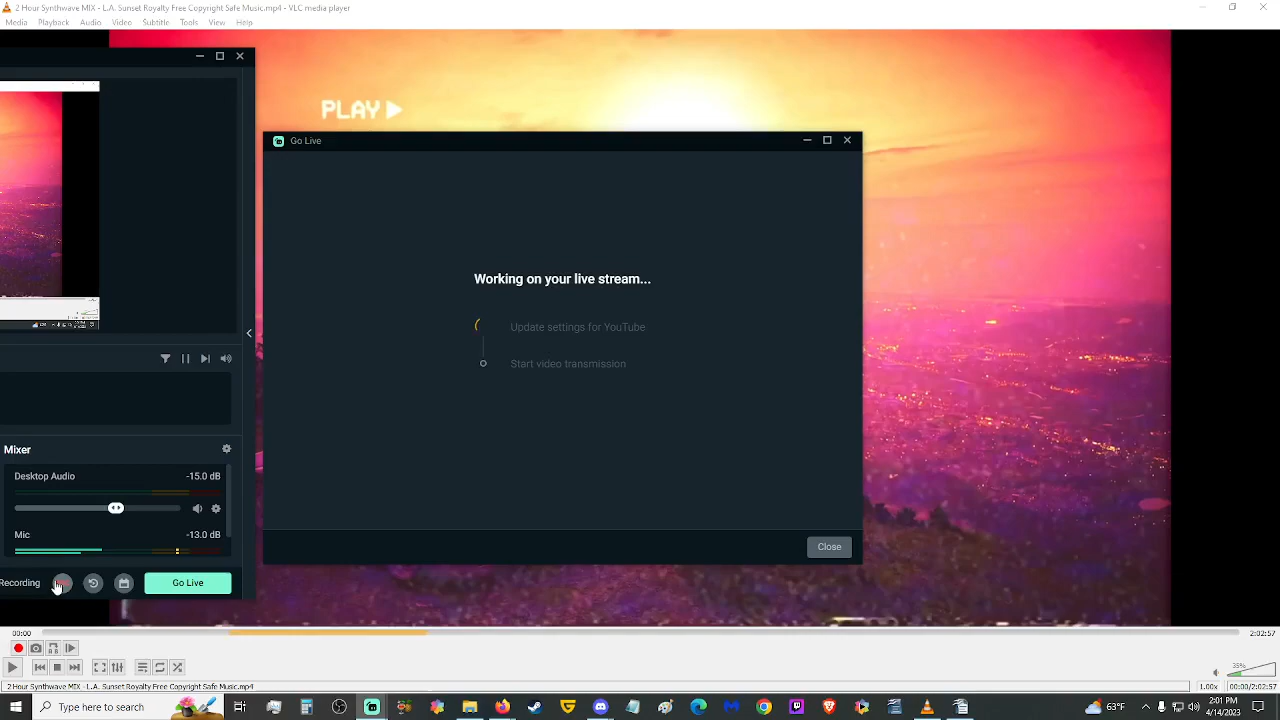 2 Hour Synthwave MIX - L.A. Sunset Royalty Free Copyright Safe Music.mp4 - VLC media player
Media Playback Audio Video Subtitle Tools View Help
PLAY
Go Live
Working on your live stream...
Update settings for YouTube
Start video transmission
Close
Mixer
Desktop Audio -15.0 dB
Mic -13.0 dB
Recording
Go Live
00:00 2:02:57
35%
2 Hour Synthwave MIX - L.A. Sunset Royalty Free Copyright Safe Music.mp4 1.00x 00:00/2:02:57
Type here to search
69°F
2:01 PM
4/14/2023